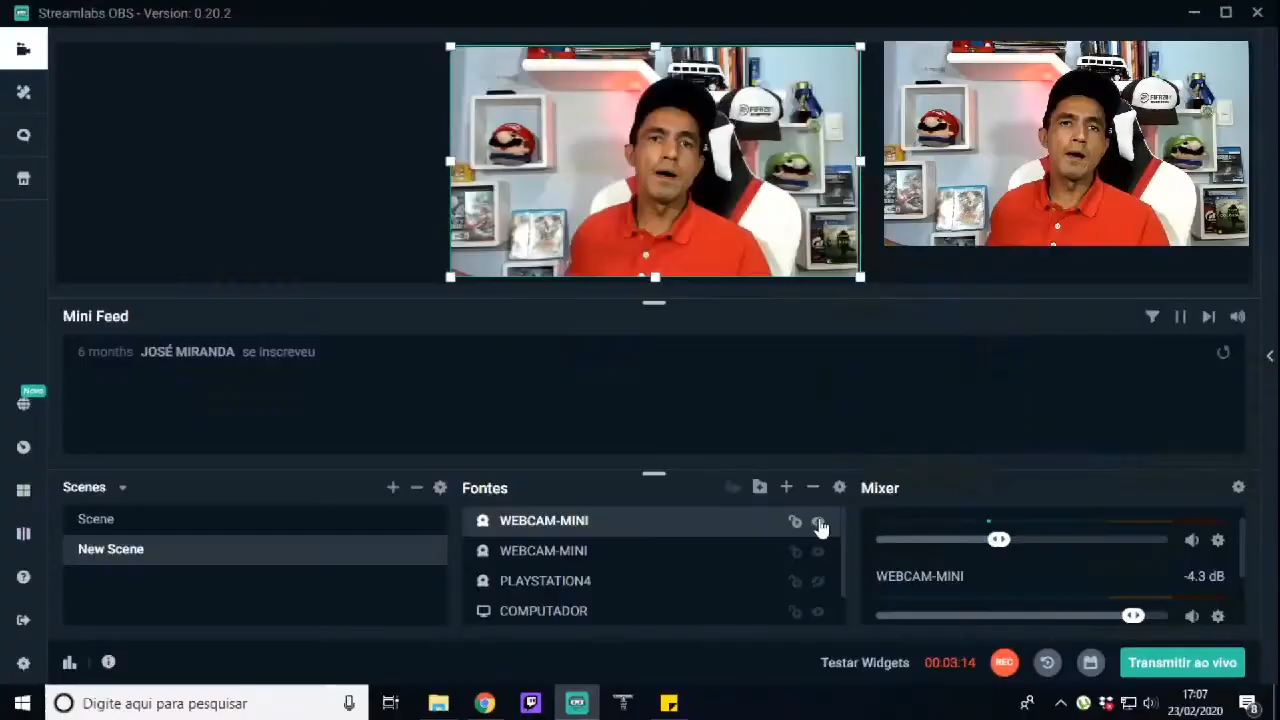 Streamlabs OBS - Version: 0.20.2
Mini Feed
6 months JOSÉ MIRANDA se inscreveu
Novo
Scenes
Scene
New Scene
Fontes
WEBCAM-MINI
WEBCAM-MINI
PLAYSTATION4
COMPUTADOR
Mixer
WEBCAM-MINI -4.3 dB
Testar Widgets 00:03:14 REC Transmitir ao vivo
Digite aqui para pesquisar
17:07
23/02/2020